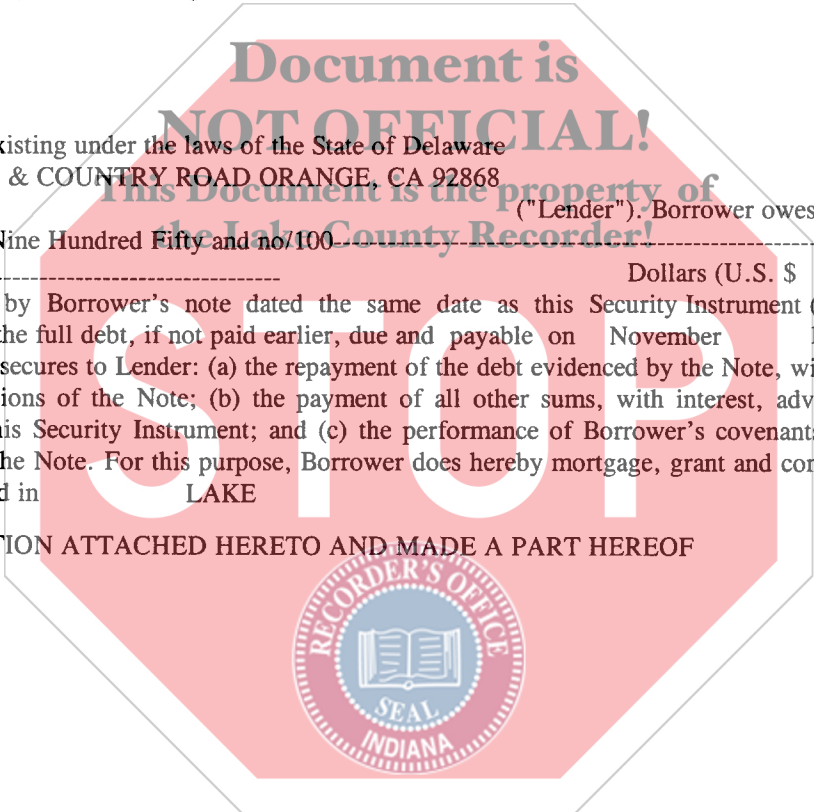 Document is
NOT OFFICIAL!
This Document is the property of
the Lake County Recorder!
STOP
existing under the laws of the State of Delaware
& COUNTRY ROAD ORANGE, CA 92868
("Lender"). Borrower owes
Nine Hundred Fifty and no/100---
--- Dollars (U.S. $
by Borrower's note dated the same date as this Security Instrument (
the full debt, if not paid earlier, due and payable on November
secures to Lender: (a) the repayment of the debt evidenced by the Note, wi
ions of the Note; (b) the payment of all other sums, with interest, adv
is Security Instrument; and (c) the performance of Borrower's covenant
he Note. For this purpose, Borrower does hereby mortgage, grant and con
d in LAKE
TION ATTACHED HERETO AND MADE A PART HEREOF
RECORDER'S OFFICE
SEAL
INDIANA